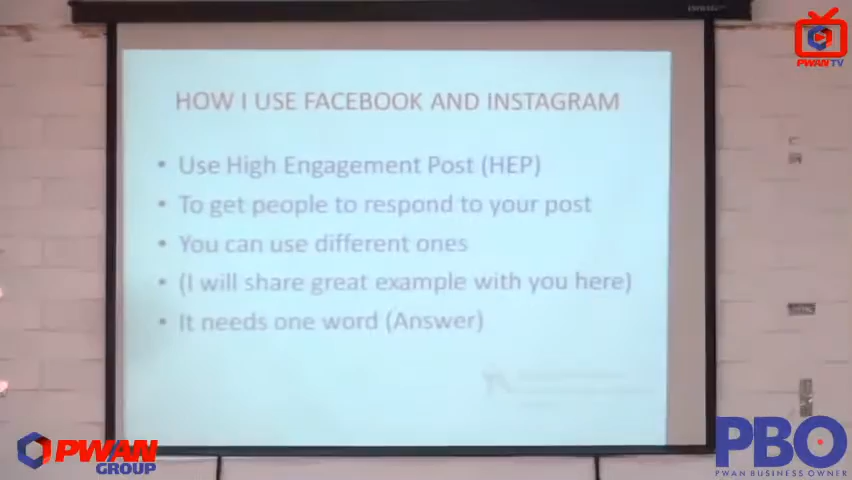 PWANTV
HOW I USE FACEBOOK AND INSTAGRAM
• Use High Engagement Post (HEP)
• To get people to respond to your post
• You can use different ones
• (I will share great example with you here)
• It needs one word (Answer)
PWAN
GROUP
PBO
PWAN BUSINESS OWNER